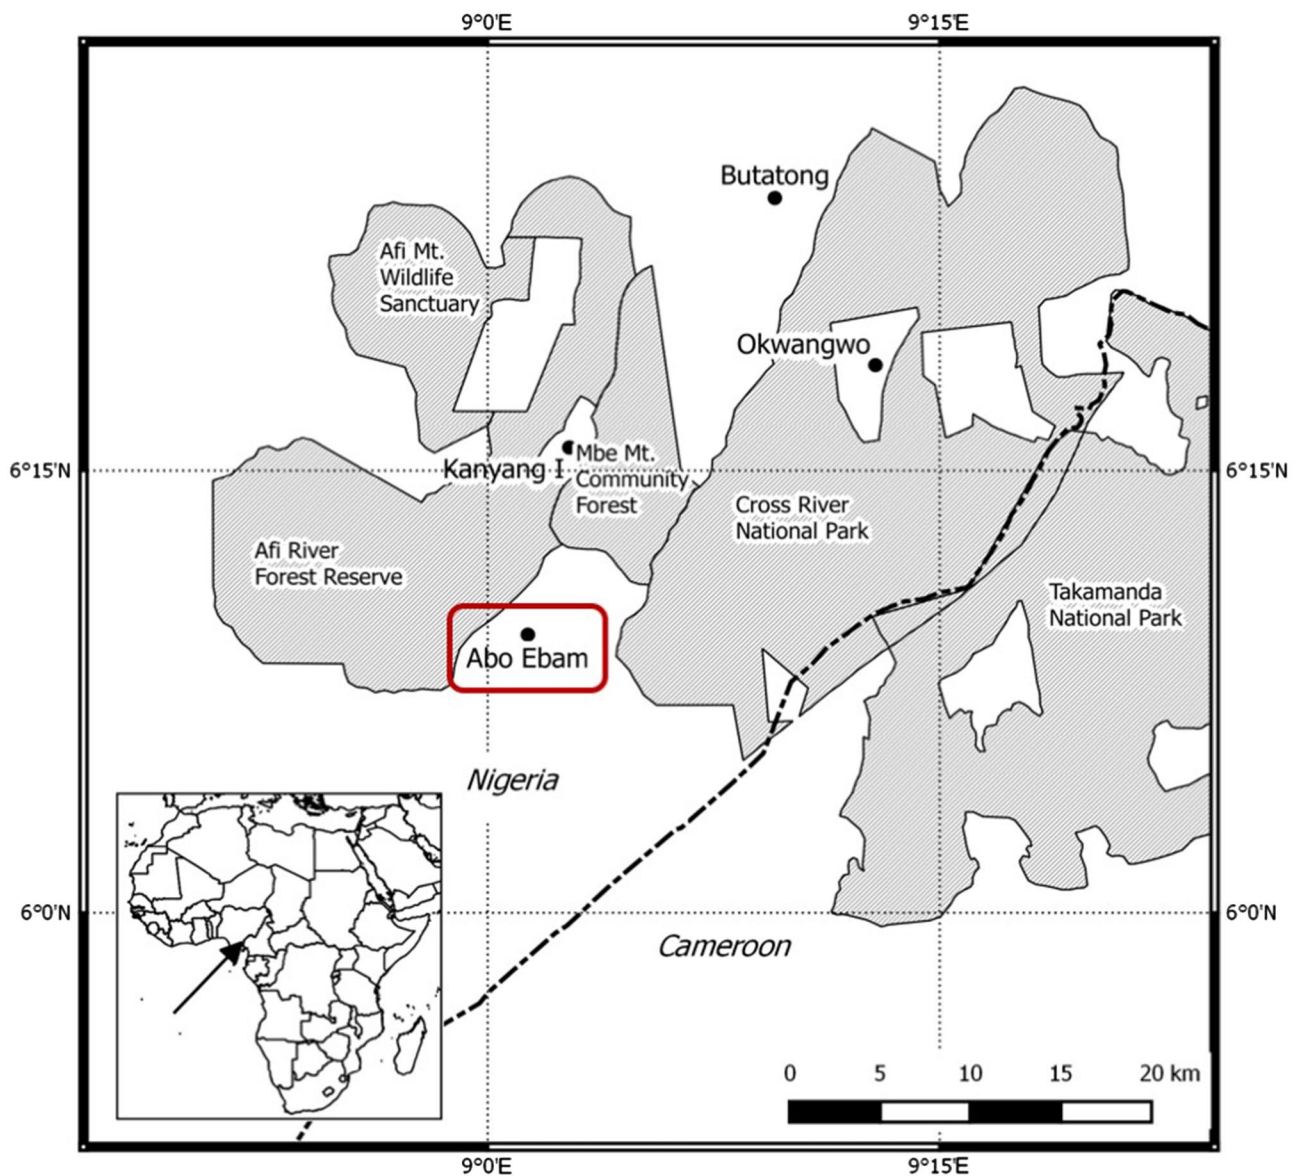 9°0'E
9°15'E
Butatong
Afi Mt.
Wildlife
Sanctuary
Okwangwo
6°15'N
Kanyang I
Mbe Mt.
Community
Forest
6°15'N
Cross River
National Park
Afi River
Forest Reserve
Takamanda
National Park
Abo Ebam
Nigeria
6°0'N
6°0'N
Cameroon
0 5 10 15 20 km
9°0'E
9°15'E